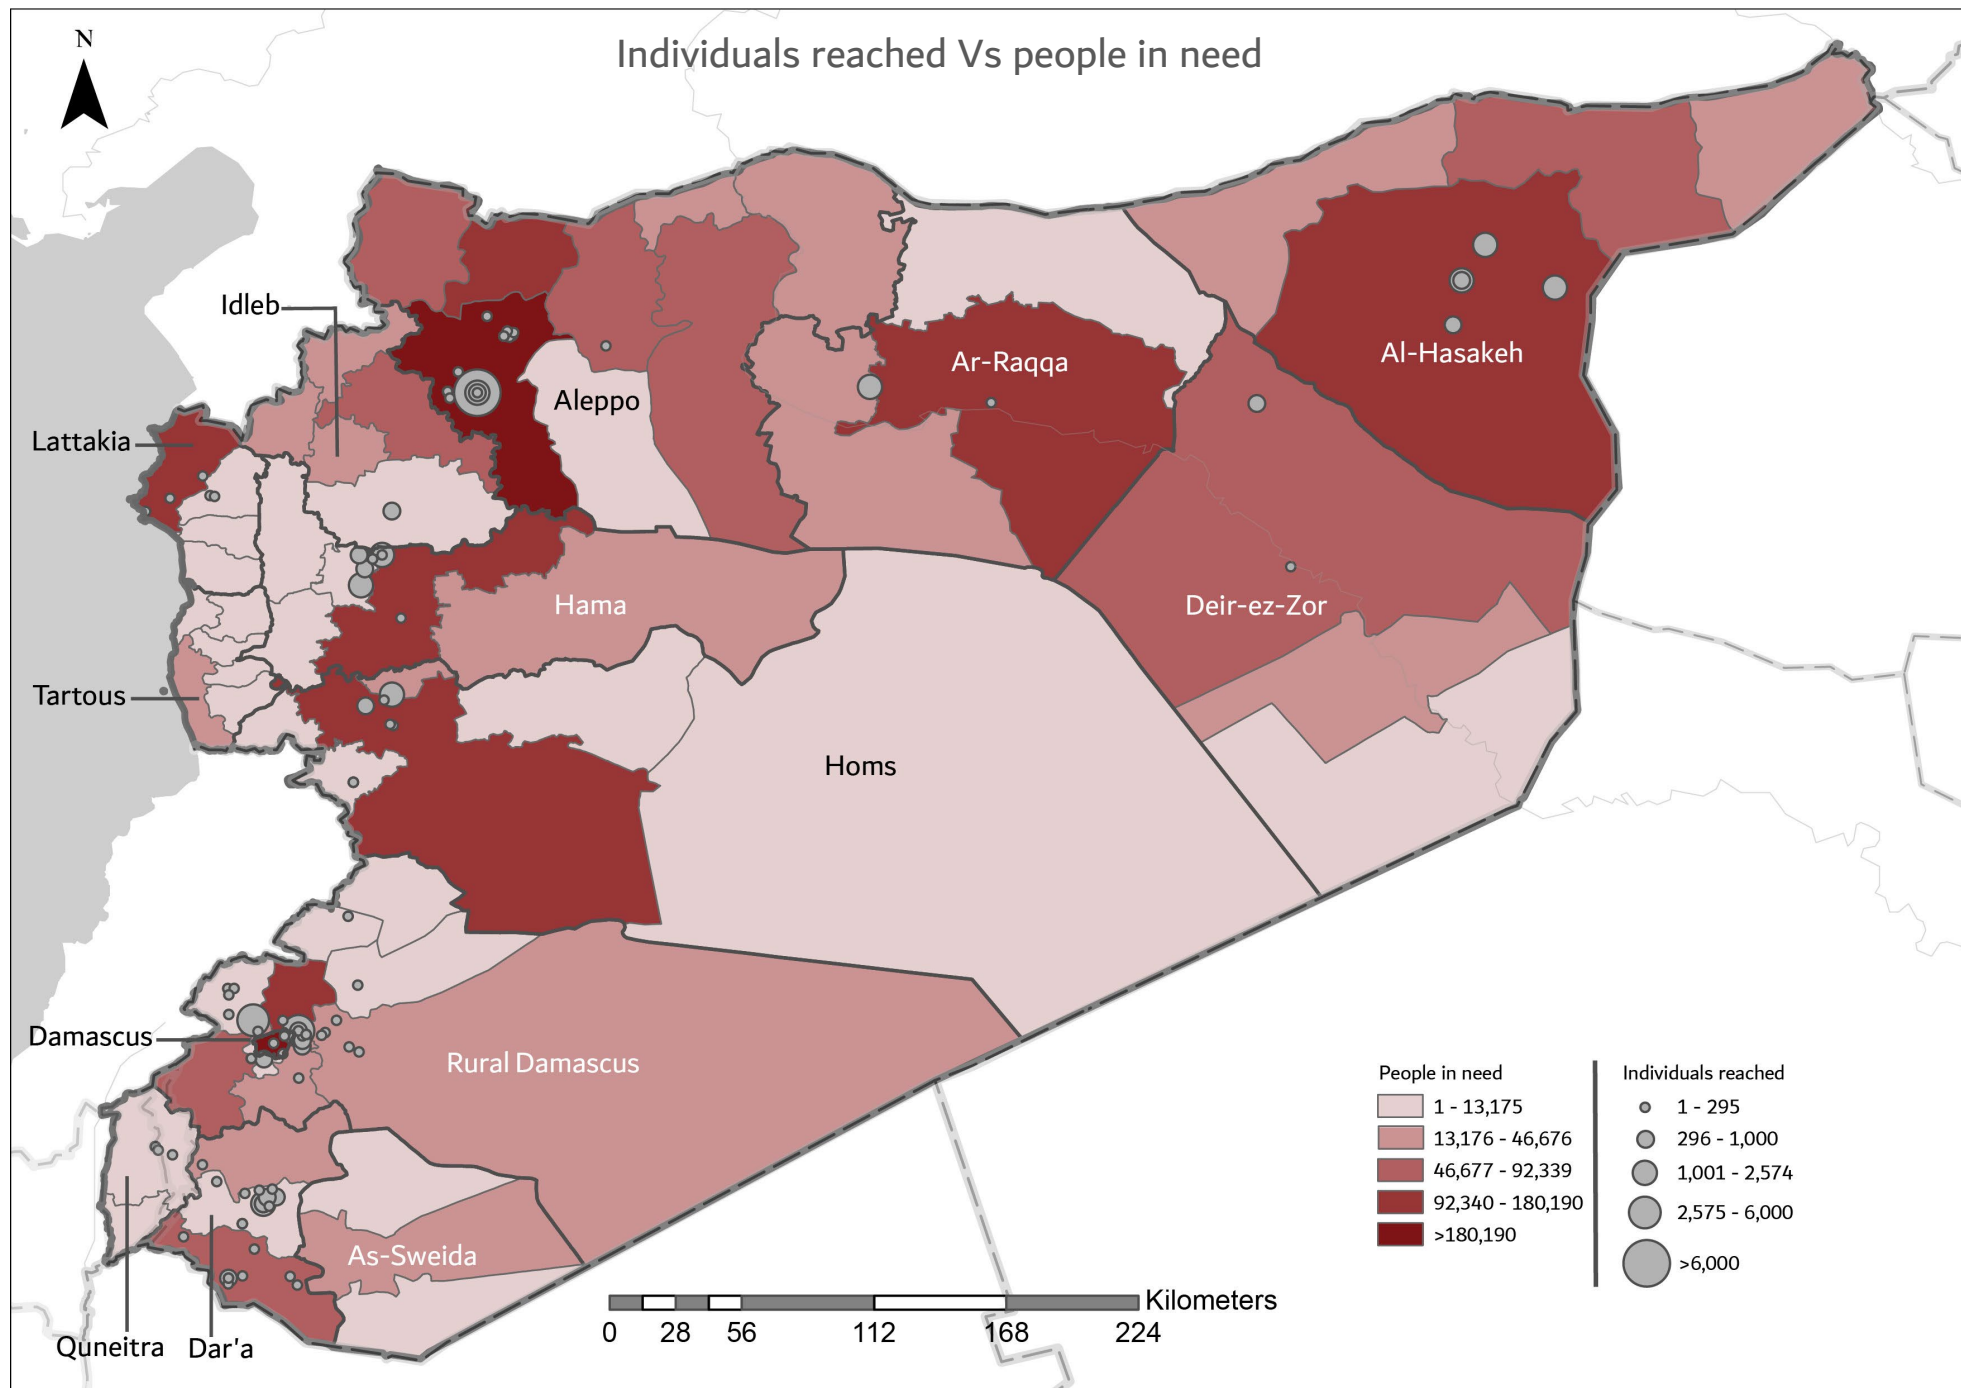 Individuals reached Vs people in need
N
Idleb
Lattakia
Aleppo
Ar-Raqqa
Al-Hasakeh
Hama
Deir-ez-Zor
Tartous
Homs
Damascus
Rural Damascus
As-Sweida
Quneitra
Dar'a
People in need
1 - 13,175
13,176 - 46,676
46,677 - 92,339
92,340 - 180,190
>180,190
Individuals reached
1 - 295
296 - 1,000
1,001 - 2,574
2,575 - 6,000
>6,000
Kilometers
0 28 56 112 168 224